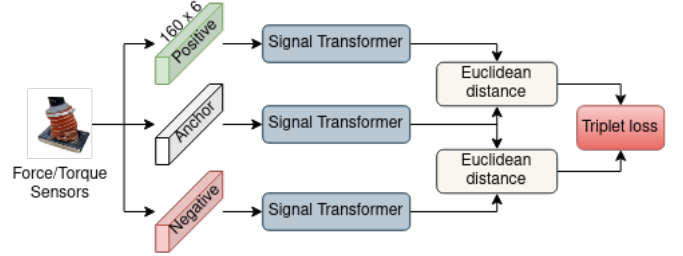 160 x 6
Positive
Signal Transformer
Euclidean
distance
Anchor
Signal Transformer
Triplet loss
Force/Torque
Sensors
Euclidean
distance
Negative
Signal Transformer